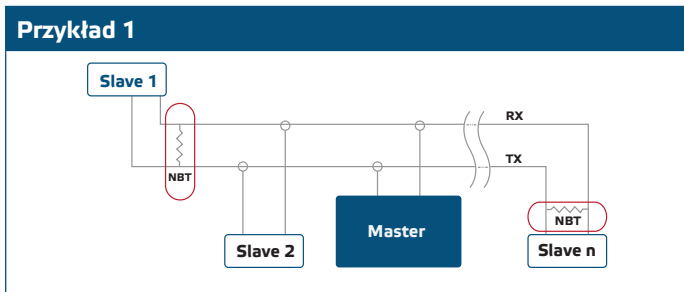 Przykład 1
Slave 1
RX
TX
NBT
NBT
Slave 2
Master
Slave n